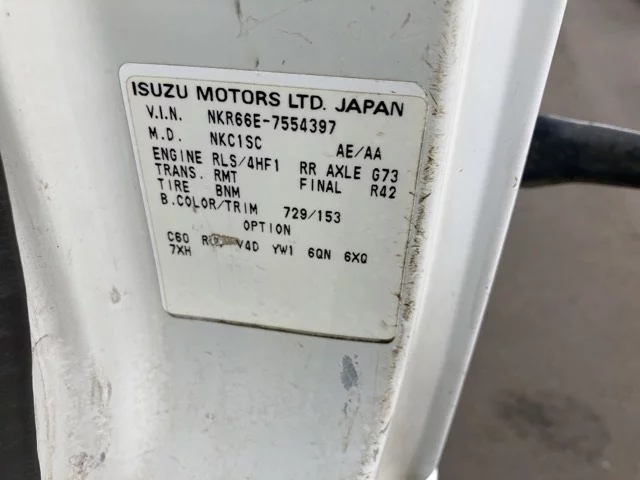 ISUZU MOTORS LTD. JAPAN
V.I.N. NKR66E-7554397
M.D. NKC1SC AE/AA
ENGINE RLS/4HF1 RR AXLE G73
TRANS. RMT FINAL R42
TIRE BNM
B.COLOR/TRIM 729/153
OPTION
C60 V4D YW1 6QN 6XQ
7XH